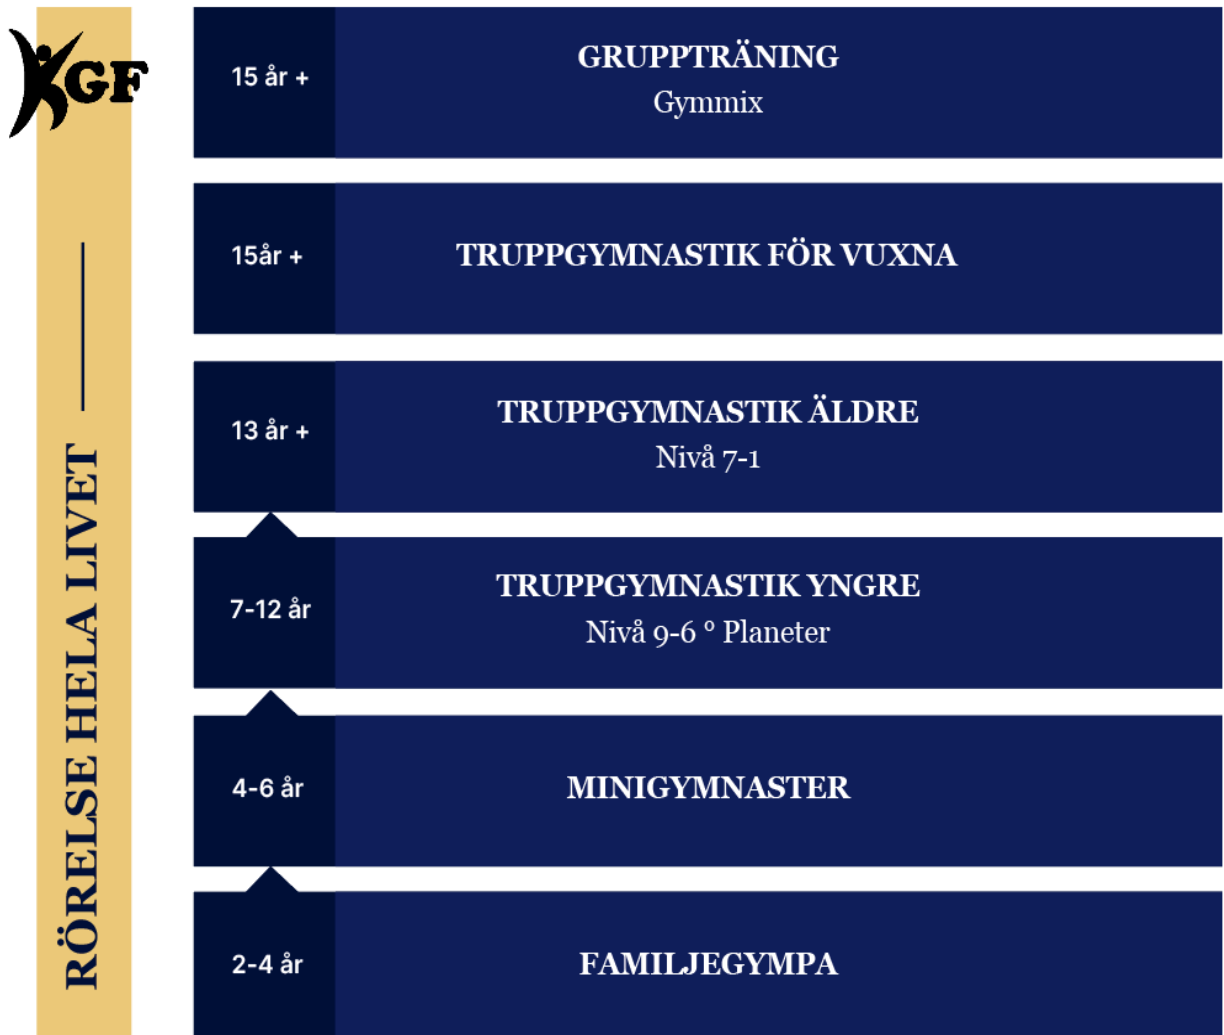 KGF
RÖRELSE HELA LIVET
15 år +
GRUPPTRÄNING
Gymmix
15år +
TRUPPGYMNASTIK FÖR VUXNA
13 år +
TRUPPGYMNASTIK ÄLDRE
Nivå 7-1
7-12 år
TRUPPGYMNASTIK YNGRE
Nivå 9-6 ° Planeter
4-6 år
MINIGYMNASTER
2-4 år
FAMILJEGYMPA